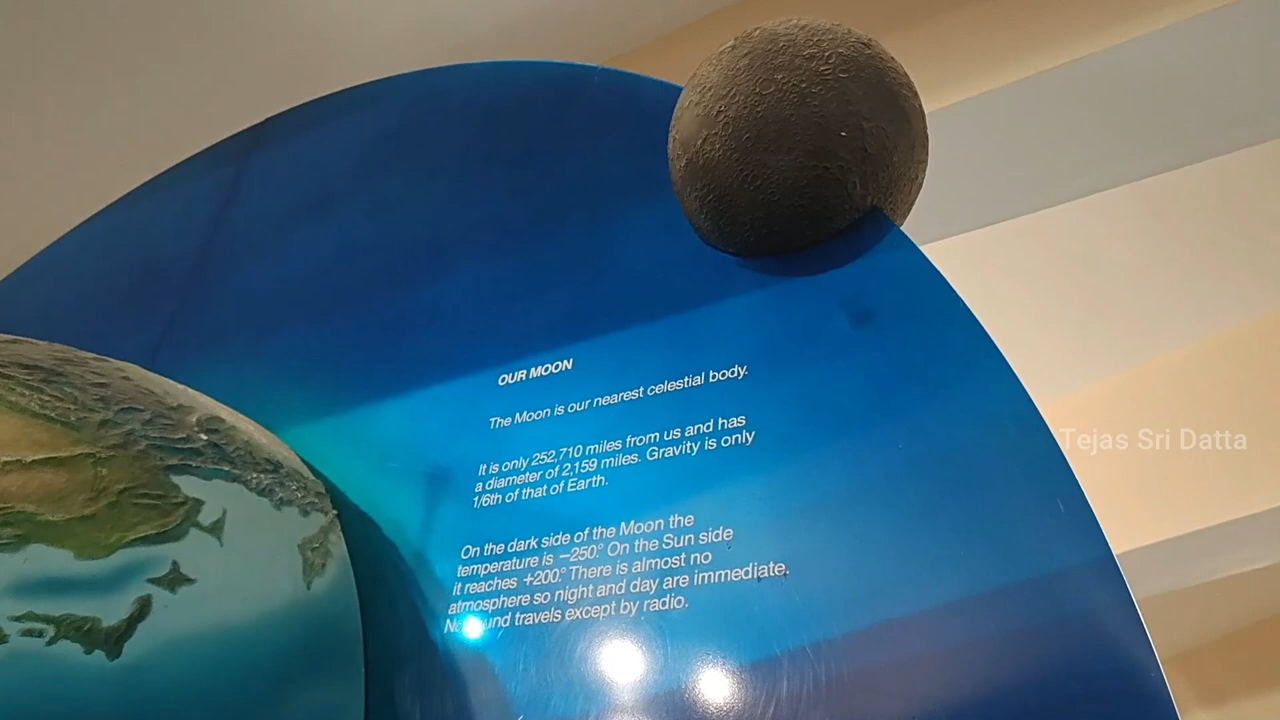 OUR MOON
The Moon is our nearest celestial body.
It is only 252,710 miles from us and has
a diameter of 2,159 miles. Gravity is only
1/6th of that of Earth.
On the dark side of the Moon the
temperature is –250.° On the Sun side
it reaches +200.° There is almost no
atmosphere so night and day are immediate.
travels except by radio.
Tejas Sri Datta